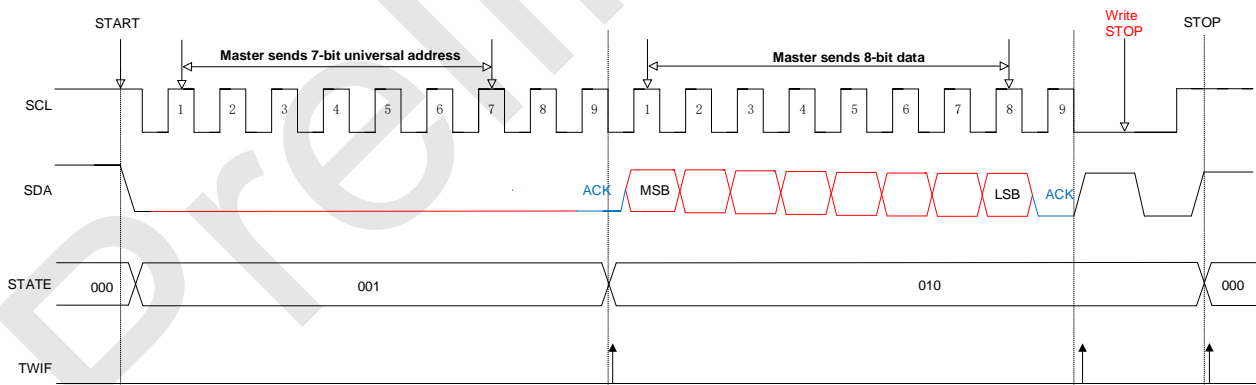 START
Write
STOP
STOP
Master sends 7-bit universal address
Master sends 8-bit data
SCL
1 2 3 4 5 6 7 8 9 1 2 3 4 5 6 7 8 9
SDA
ACK MSB LSB ACK
STATE
000 001 010 000
TWIF